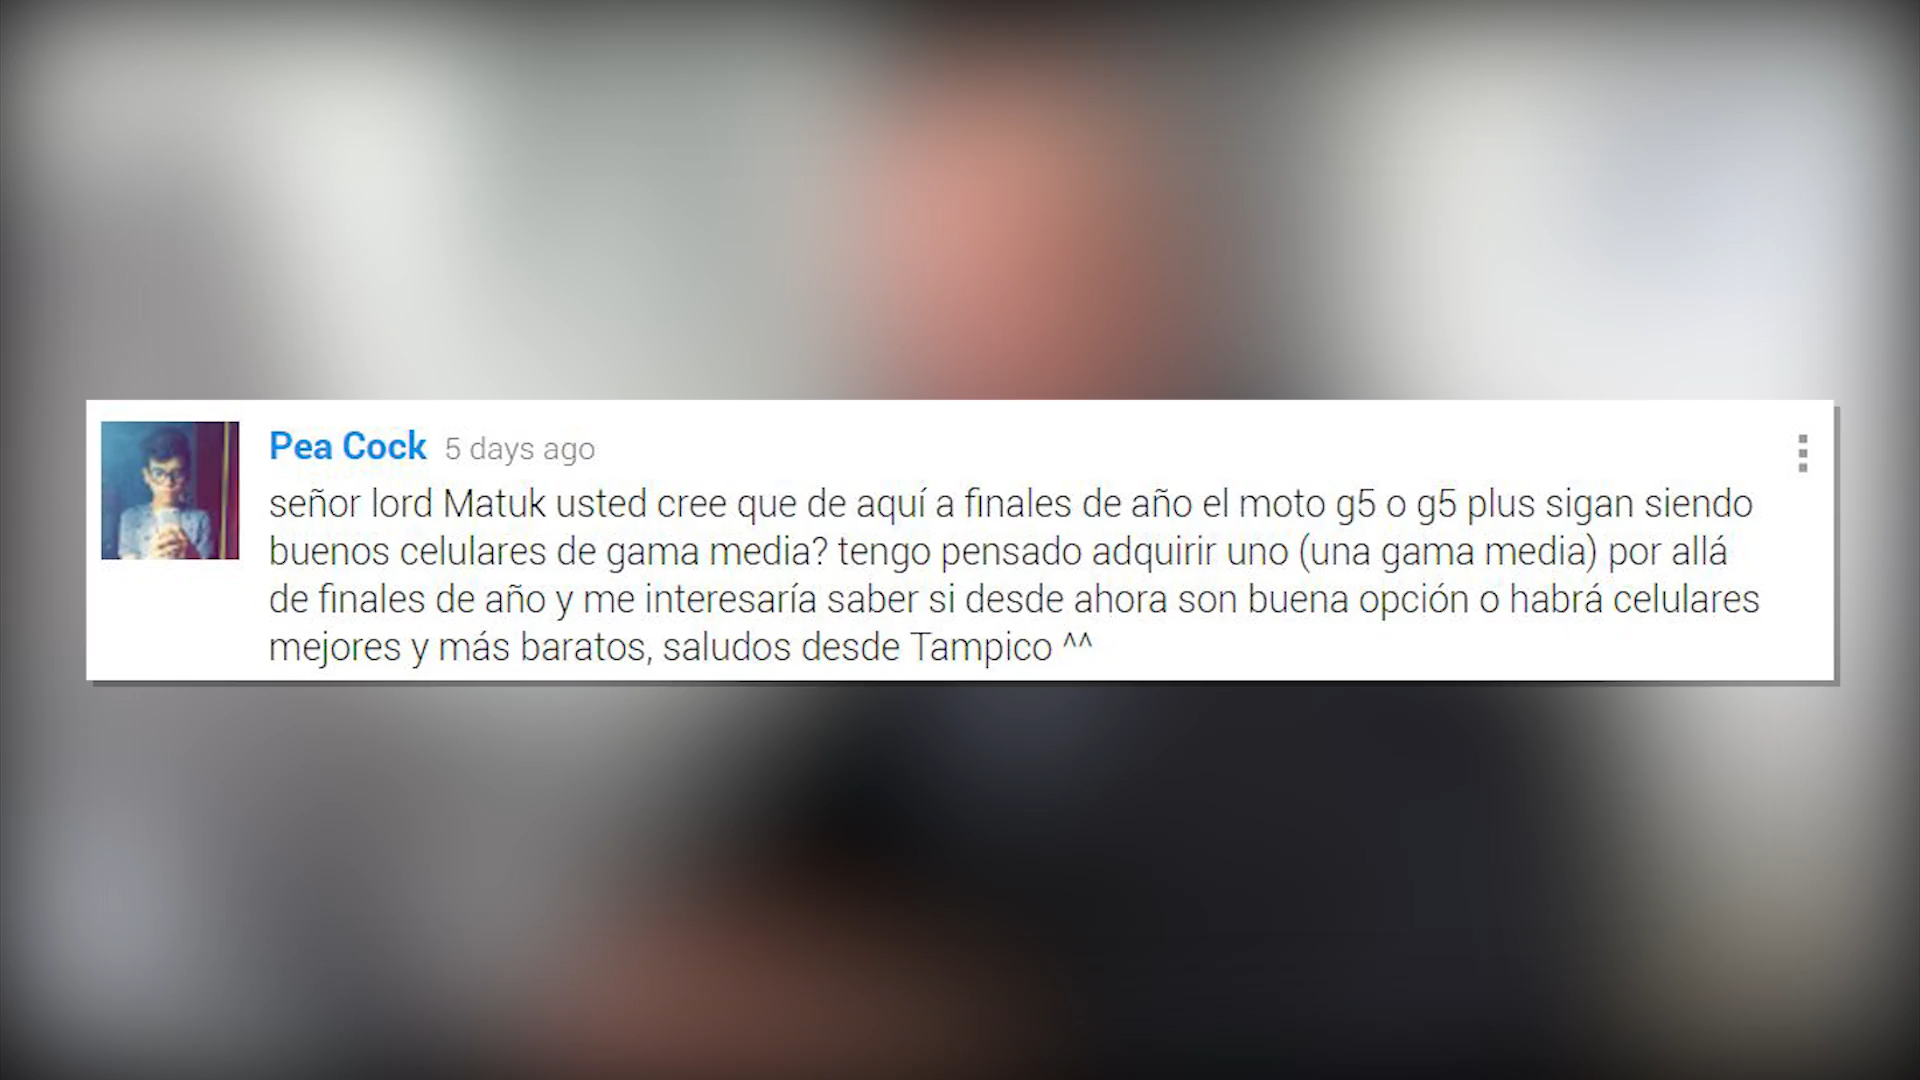 Pea Cock 5 days ago
señor lord Matuk usted cree que de aquí a finales de año el moto g5 o g5 plus sigan siendo
buenos celulares de gama media? tengo pensado adquirir uno (una gama media) por allá
de finales de año y me interesaría saber si desde ahora son buena opción o habrá celulares
mejores y más baratos, saludos desde Tampico ^^